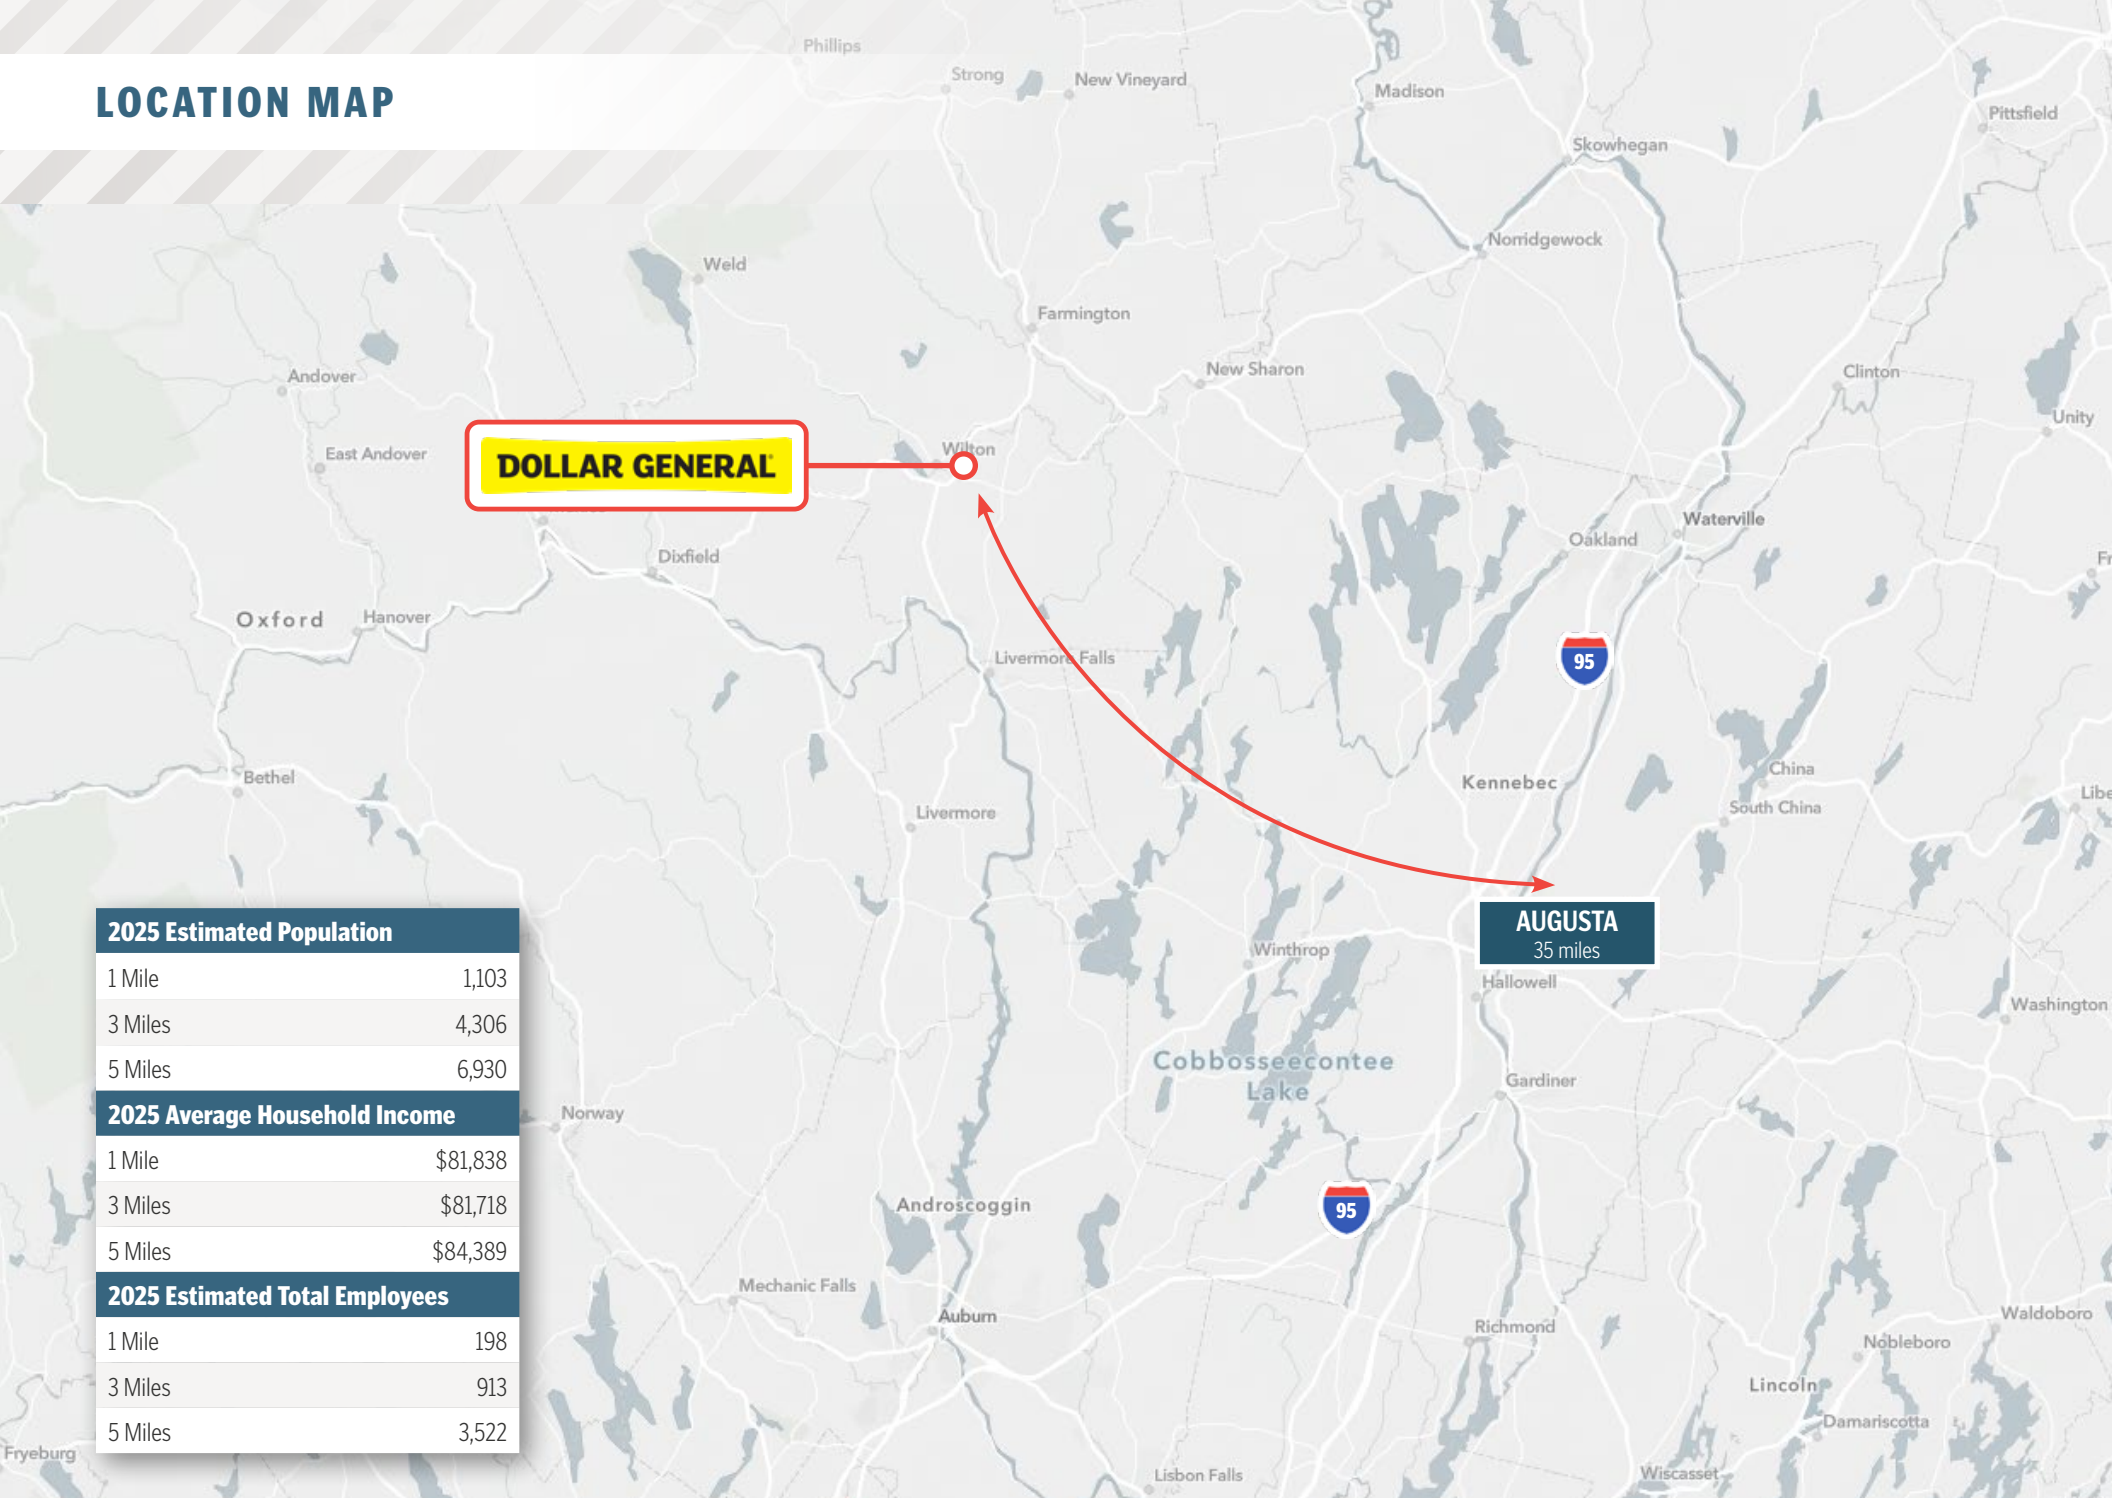 LOCATION MAP
Phillips
Strong
New Vineyard
Madison
Pittsfield
Skowhegan
Norridgewock
Weld
Farmington
New Sharon
Clinton
Andover
Unity
East Andover
DOLLAR GENERAL
Wilton
Waterville
Oakland
Dixfield
Fr
Oxford
Hanover
Livermore Falls
95
Bethel
Kennebec
China
Libe
South China
Livermore
AUGUSTA
35 miles
Winthrop
Hallowell
Washington
Cobbosseecontee
Lake
Gardiner
Norway
Androscoggin
95
Mechanic Falls
Auburn
Richmond
Waldoboro
Nobleboro
Lincoln
Damariscotta
Fryeburg
Lisbon Falls
Wiscasset
2025 Estimated Population
1 Mile 1,103
3 Miles 4,306
5 Miles 6,930
2025 Average Household Income
1 Mile $81,838
3 Miles $81,718
5 Miles $84,389
2025 Estimated Total Employees
1 Mile 198
3 Miles 913
5 Miles 3,522